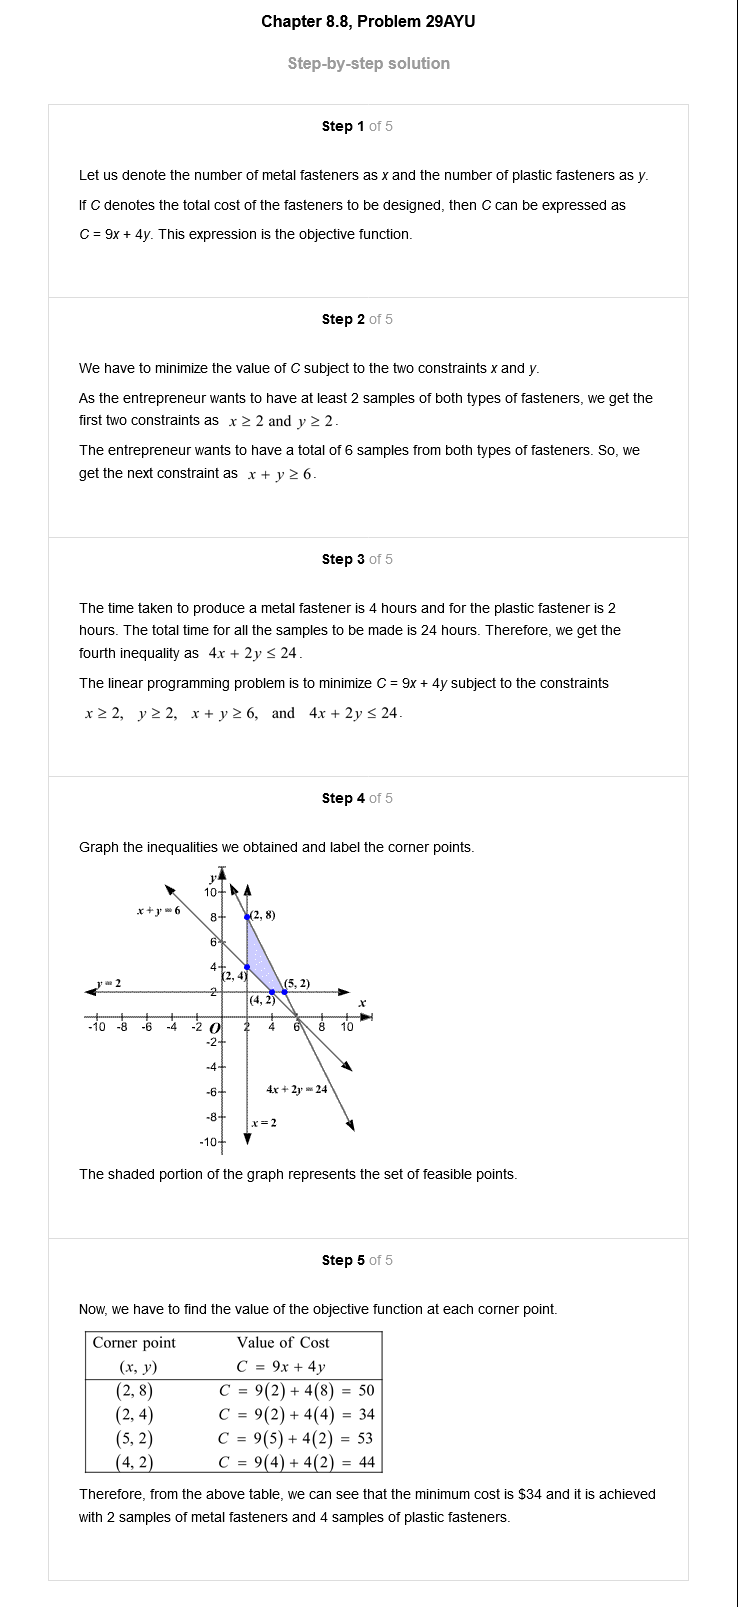 Chapter 8.8, Problem 29AYU
Step-by-step solution
Step 1 of 5
Let us denote the number of metal fasteners as x and the number of plastic fasteners as y.
If C denotes the total cost of the fasteners to be designed, then C can be expressed as
C = 9x + 4y. This expression is the objective function.
Step 2 of 5
We have to minimize the value of C subject to the two constraints x and y.
As the entrepreneur wants to have at least 2 samples of both types of fasteners, we get the
first two constraints as x ≥ 2 and y ≥ 2.
The entrepreneur wants to have a total of 6 samples from both types of fasteners. So, we
get the next constraint as x + y ≥ 6.
Step 3 of 5
The time taken to produce a metal fastener is 4 hours and for the plastic fastener is 2
hours. The total time for all the samples to be made is 24 hours. Therefore, we get the
fourth inequality as 4x + 2y ≤ 24.
The linear programming problem is to minimize C = 9x + 4y subject to the constraints
x ≥ 2, y ≥ 2, x + y ≥ 6, and 4x + 2y ≤ 24.
Step 4 of 5
Graph the inequalities we obtained and label the corner points.
y
10
x + y = 6
8
(2, 8)
6
4
(2, 4)
y = 2
(5, 2)
2
(4, 2)
x
-10 -8 -6 -4 -2 O 2 4 6 8 10
-2
-4
-6
4x + 2y = 24
-8
x = 2
-10
The shaded portion of the graph represents the set of feasible points.
Step 5 of 5
Now, we have to find the value of the objective function at each corner point.
Corner point Value of Cost
(x, y) C = 9x + 4y
(2, 8) C = 9(2) + 4(8) = 50
(2, 4) C = 9(2) + 4(4) = 34
(5, 2) C = 9(5) + 4(2) = 53
(4, 2) C = 9(4) + 4(2) = 44
Therefore, from the above table, we can see that the minimum cost is $34 and it is achieved
with 2 samples of metal fasteners and 4 samples of plastic fasteners.